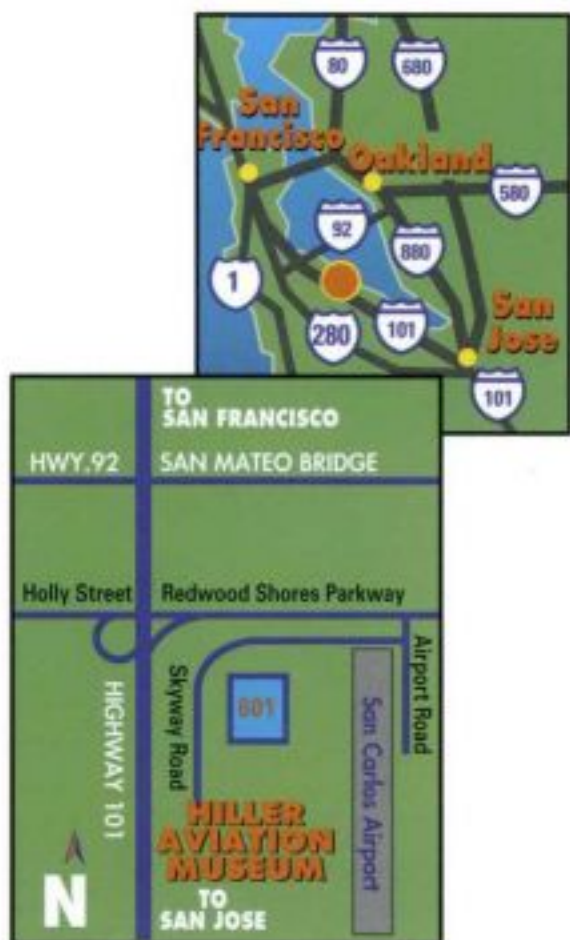 80
680
San
Francisco
Oakland
580
92
880
1
San
Jose
280
101
101
TO
SAN FRANCISCO
HWY.92
SAN MATEO BRIDGE
Holly Street
Redwood Shores Parkway
Airport Road
Skyway Road
601
San Carlos Airport
HIGHWAY 101
HILLER
AVIATION
MUSEUM
N
TO
SAN JOSE